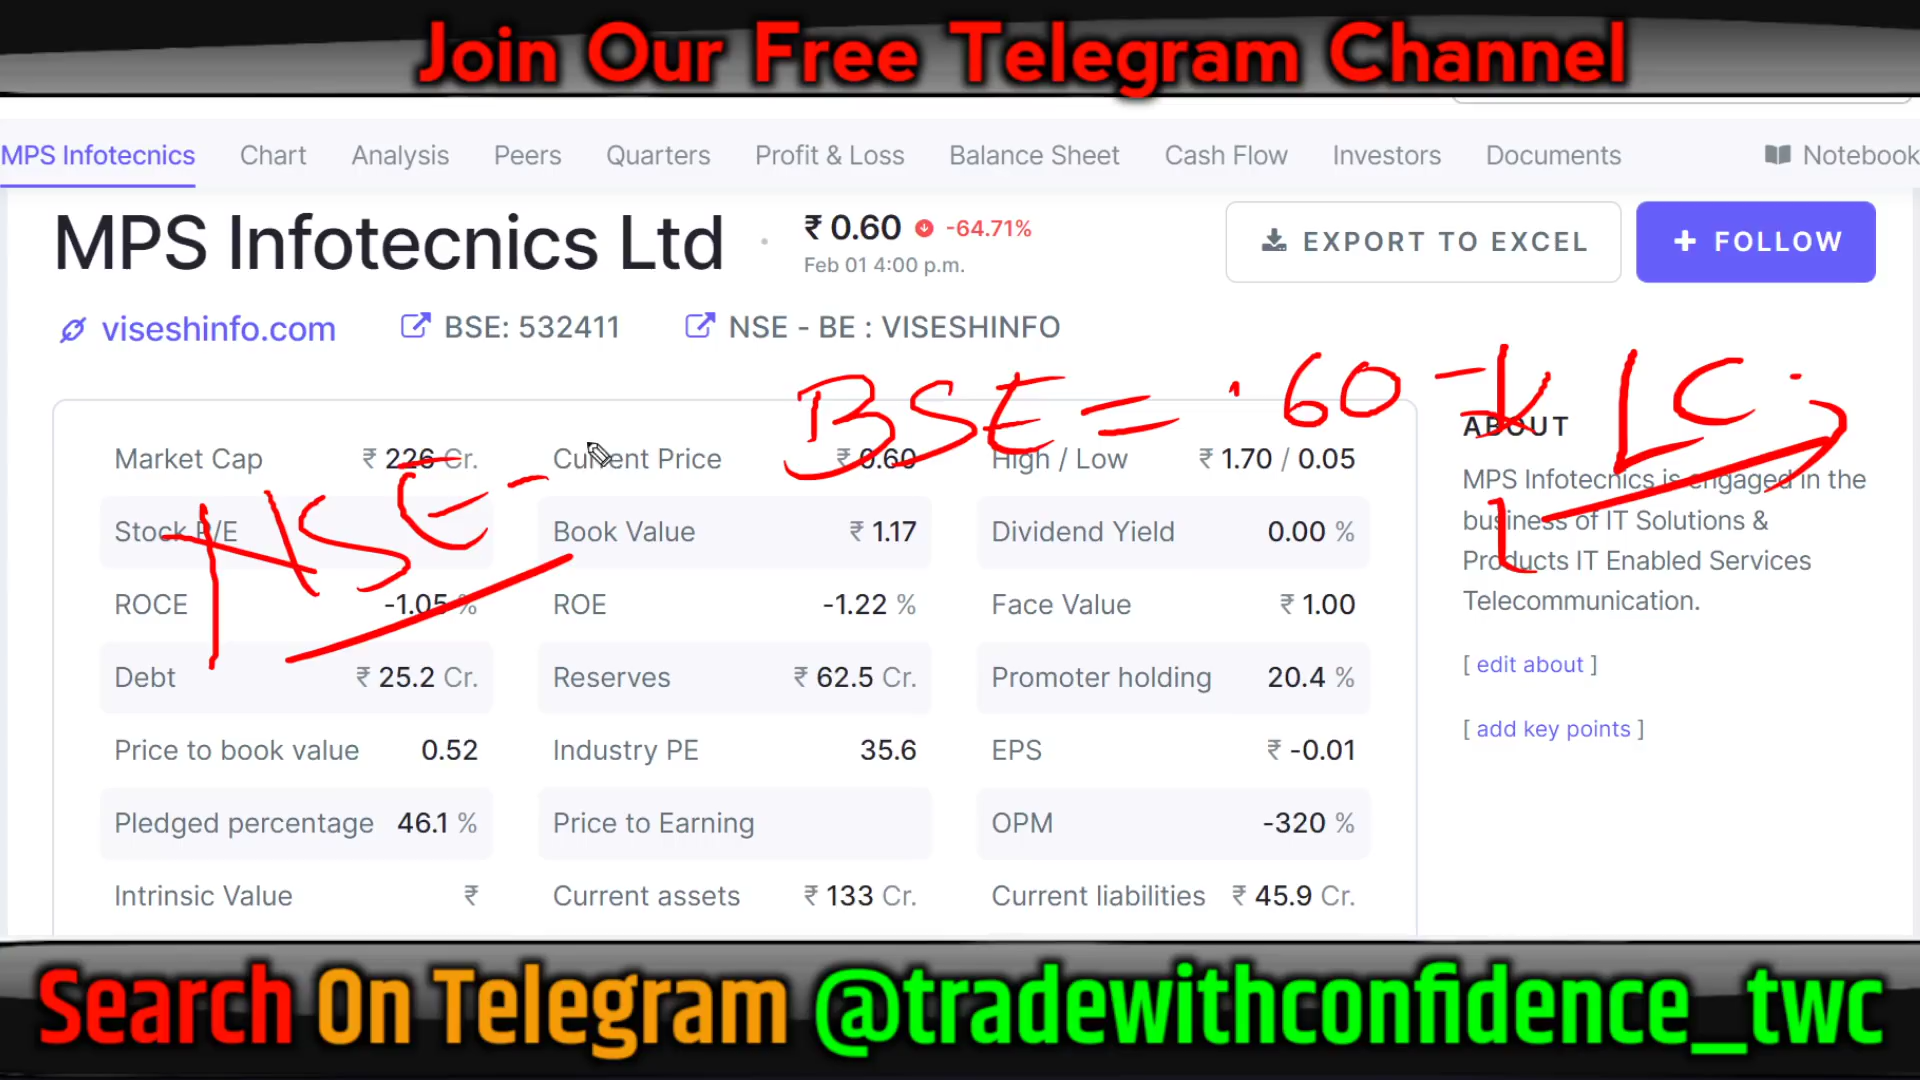 Join Our Free Telegram Channel
MPS Infotecnics Chart Analysis Peers Quarters Profit & Loss Balance Sheet Cash Flow Investors Documents Notebook
MPS Infotecnics Ltd · ₹ 0.60 -64.71%
Feb 01 4:00 p.m.
EXPORT TO EXCEL
+ FOLLOW
viseshinfo.com BSE: 532411 NSE - BE : VISESHINFO
BSE = .60 - LC
NSE -
Market Cap ₹ 226 Cr. Current Price ₹ 0.60 High / Low ₹ 1.70 / 0.05
Stock P/E Book Value ₹ 1.17 Dividend Yield 0.00 %
ROCE -1.05 % ROE -1.22 % Face Value ₹ 1.00
Debt ₹ 25.2 Cr. Reserves ₹ 62.5 Cr. Promoter holding 20.4 %
Price to book value 0.52 Industry PE 35.6 EPS ₹ -0.01
Pledged percentage 46.1 % Price to Earning OPM -320 %
Intrinsic Value ₹ Current assets ₹ 133 Cr. Current liabilities ₹ 45.9 Cr.
ABOUT
MPS Infotecnics is engaged in the
business of IT Solutions &
Products IT Enabled Services
Telecommunication.
[ edit about ]
[ add key points ]
Search On Telegram @tradewithconfidence_twc